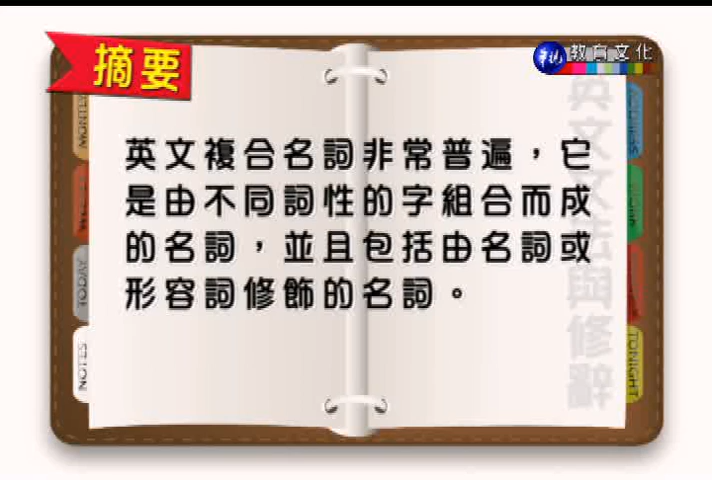 摘要
教育文化
英文複合名詞非常普遍，它
是由不同詞性的字組合而成
的名詞，並且包括由名詞或
形容詞修飾的名詞。
英文文法與修辭
NOTES
TONIGHT